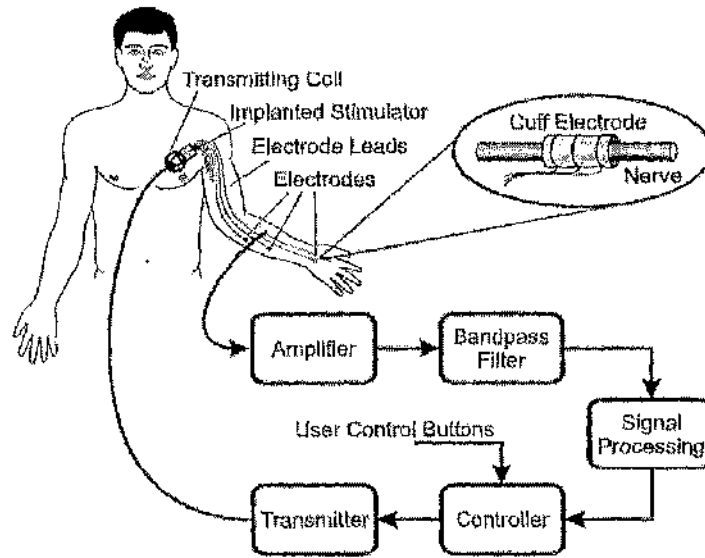 Transmitting Coil
Implanted Stimulator
Electrode Leads
Electrodes
Cuff Electrode
Nerve
Amplifier
Bandpass
Filter
Signal
Processing
User Control Buttons
Transmitter
Controller